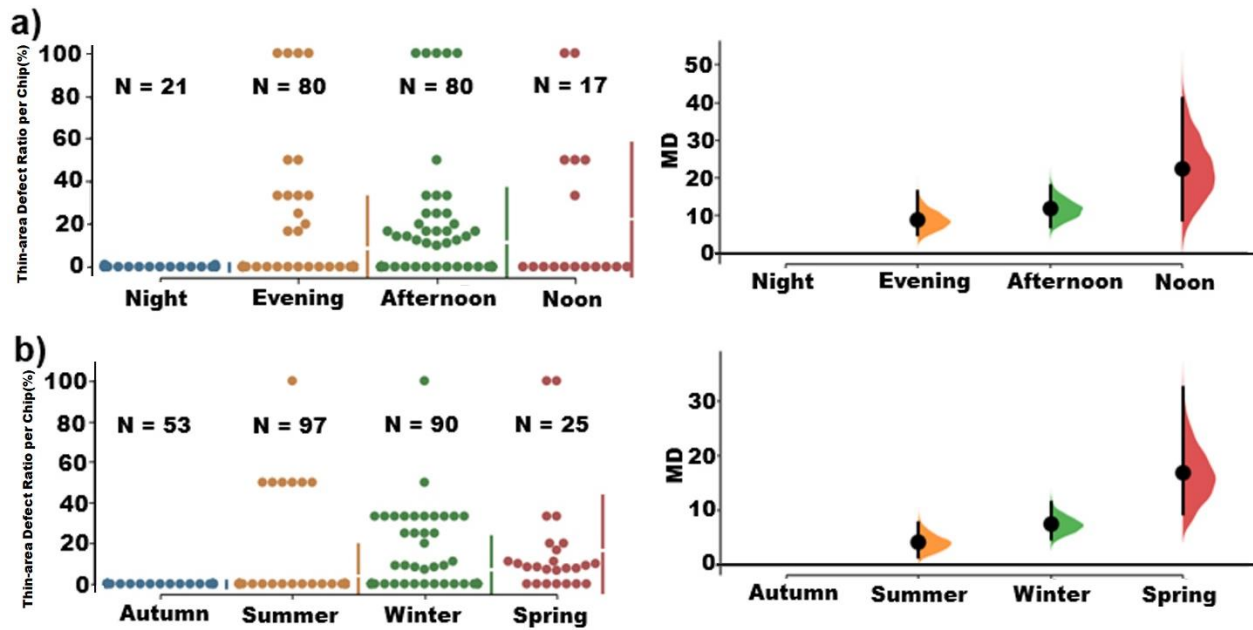 a)
Thin-area Defect Ratio per Chip(%)
100
80
60
40
20
0
N = 21
N = 80
N = 80
N = 17
Night
Evening
Afternoon
Noon
MD
50
40
30
20
10
0
Night
Evening
Afternoon
Noon
b)
Thin-area Defect Ratio per Chip(%)
100
80
60
40
20
0
N = 53
N = 97
N = 90
N = 25
Autumn
Summer
Winter
Spring
MD
30
20
10
0
Autumn
Summer
Winter
Spring